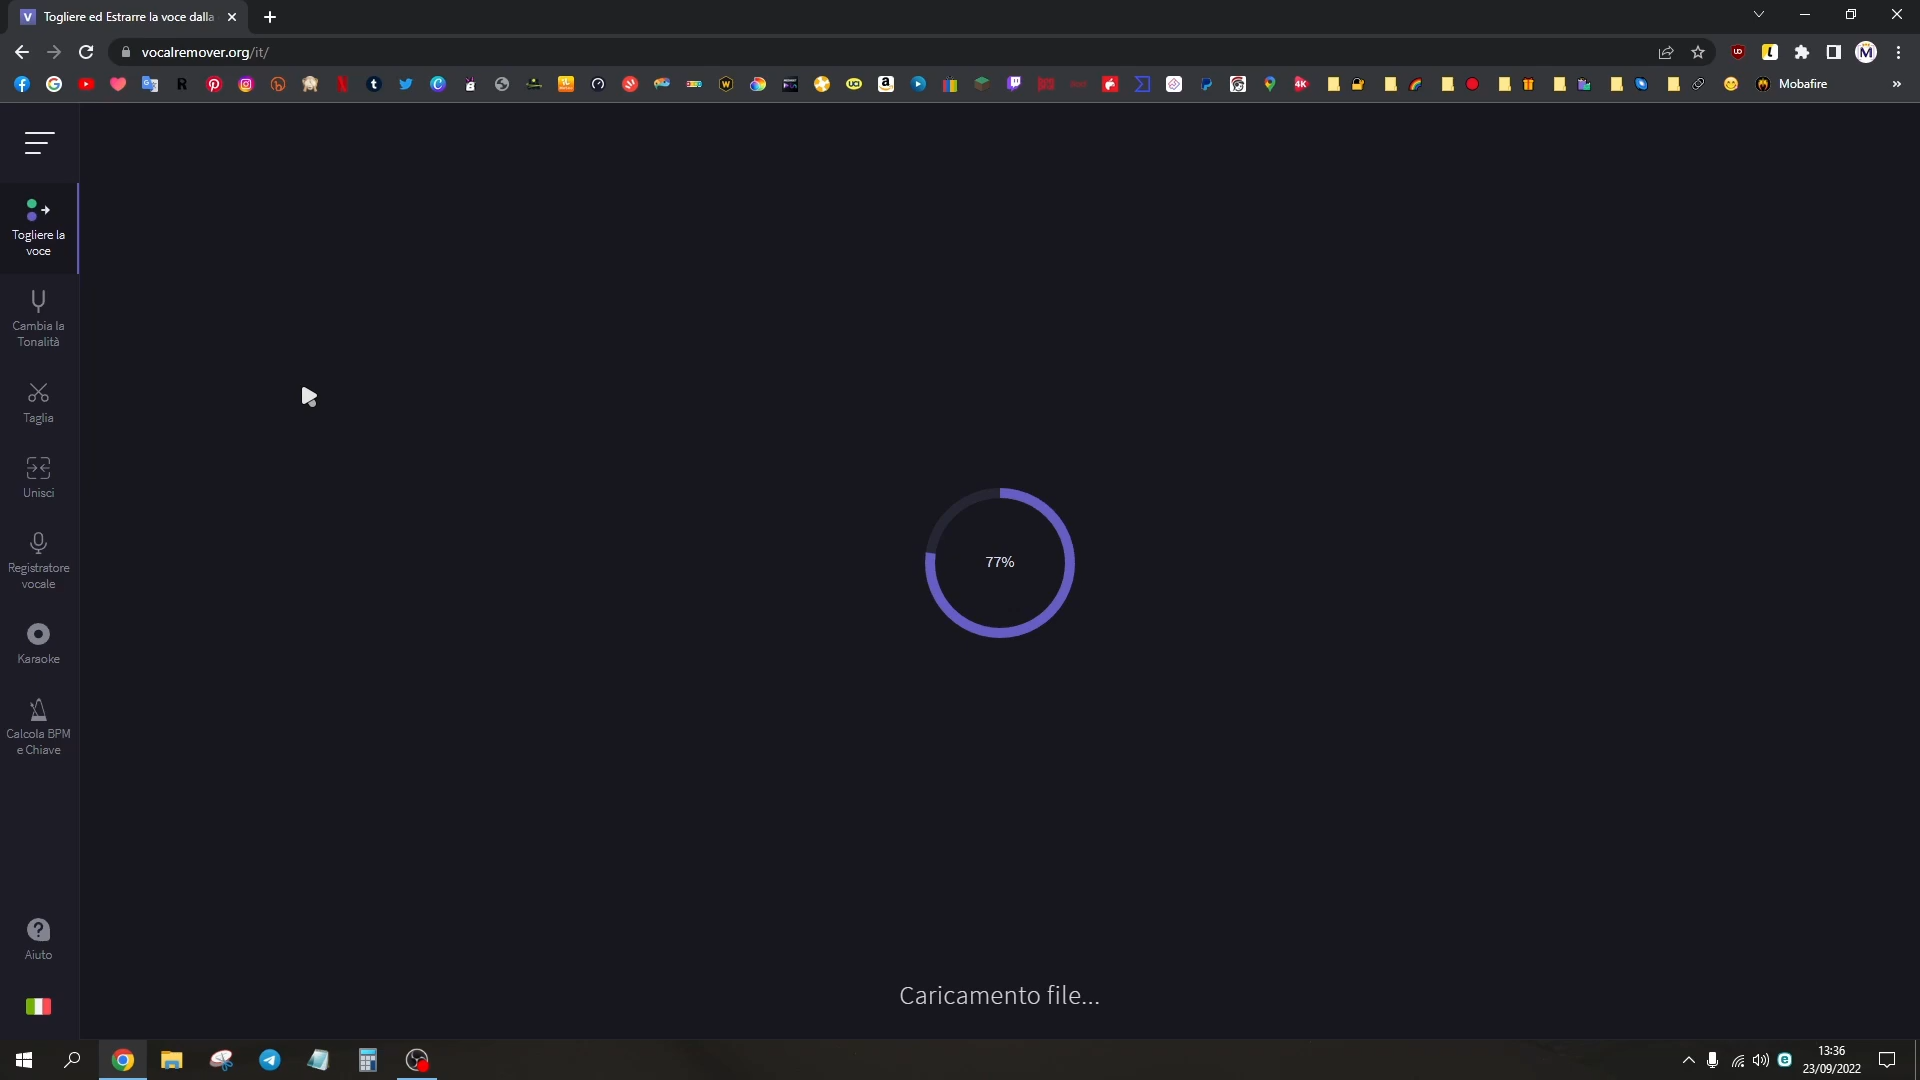 Togliere ed Estrarre la voce dalla
vocalremover.org/it/
Mobafire
Togliere la
voce
Cambia la
Tonalità
Taglia
Unisci
Registratore
vocale
Karaoke
Calcola BPM
e Chiave
Aiuto
77%
Caricamento file...
13:36
23/09/2022